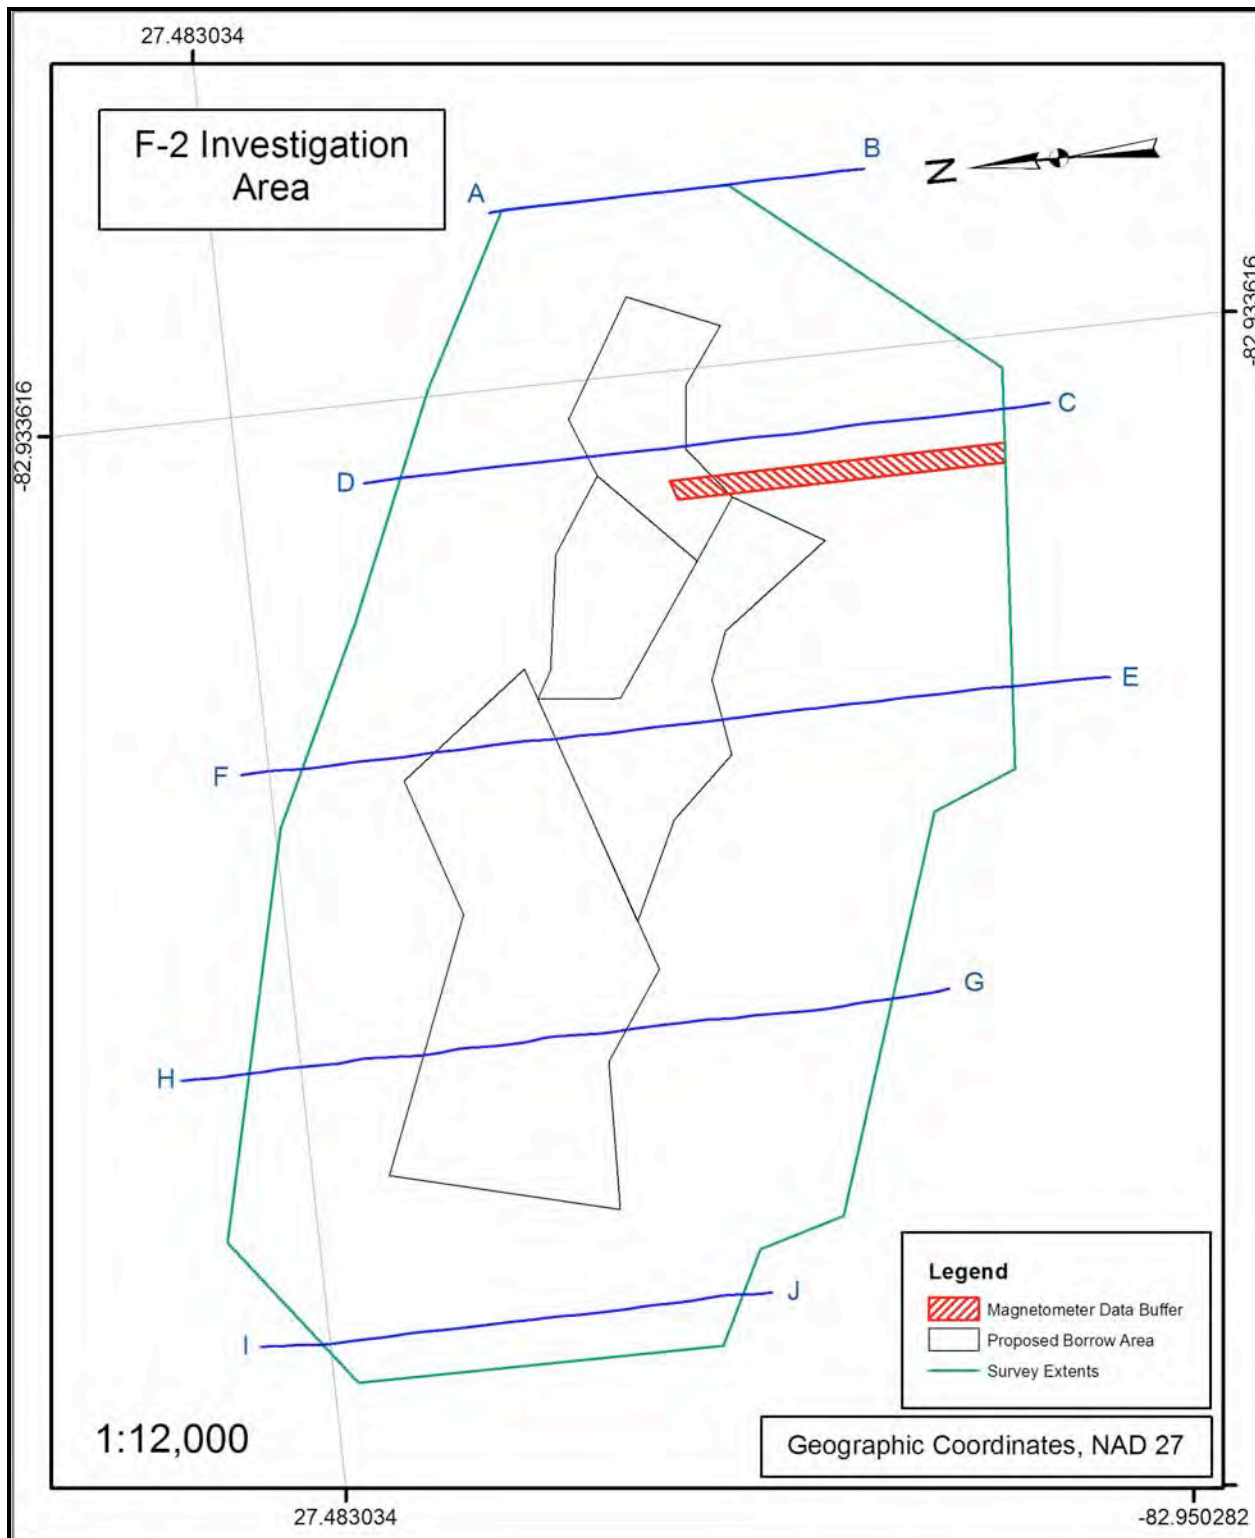 27.483034
F-2 Investigation
Area
A
B
N
-82.933616
-82.933616
C
D
E
F
G
H
I
J
Legend
Magnetometer Data Buffer
Proposed Borrow Area
Survey Extents
1:12,000
Geographic Coordinates, NAD 27
27.483034
-82.950282